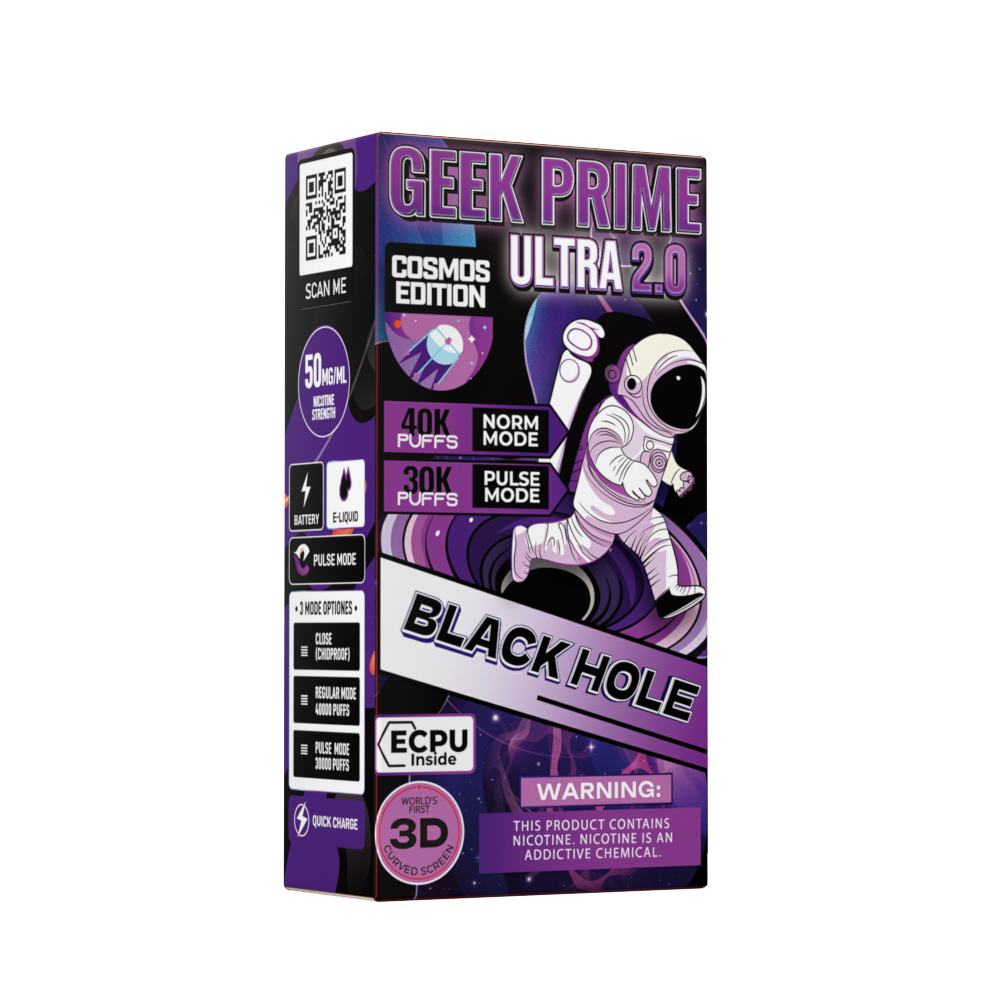 SCAN ME
50MG/ML
NICOTINE
STRENGTH
BATTERY
E-LIQUID
PULSE MODE
• 3 MODE OPTIONES •
CLOSE
(CHIDPROOF)
REGULAR MODE
40000 PUFFS
PULSE MODE
30000 PUFFS
QUICK CHARGE
GEEK PRIME
ULTRA 2.0
COSMOS
EDITION
40K
PUFFS
NORM
MODE
30K
PUFFS
PULSE
MODE
BLACK HOLE
ECPU
Inside
WORLD'S
FIRST
3D
CURVED SCREEN
WARNING:
THIS PRODUCT CONTAINS
NICOTINE. NICOTINE IS AN
ADDICTIVE CHEMICAL.